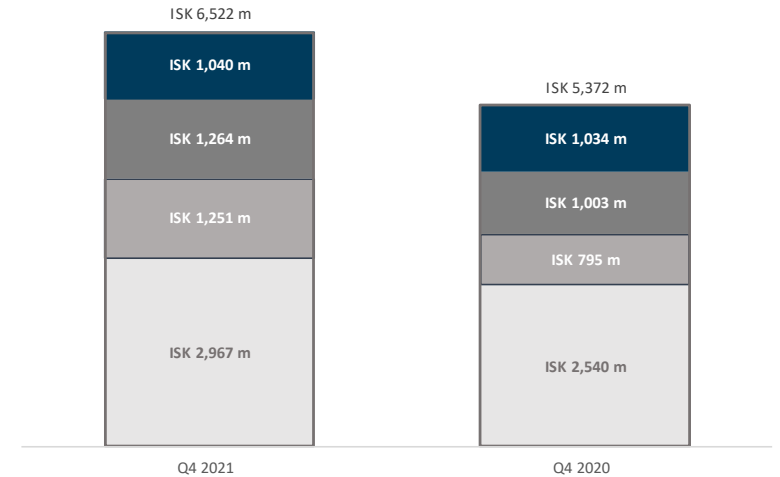 ISK 6,522 m
ISK 1,040 m
ISK 1,264 m
ISK 1,251 m
ISK 2,967 m
Q4 2021
ISK 5,372 m
ISK 1,034 m
ISK 1,003 m
ISK 795 m
ISK 2,540 m
Q4 2020